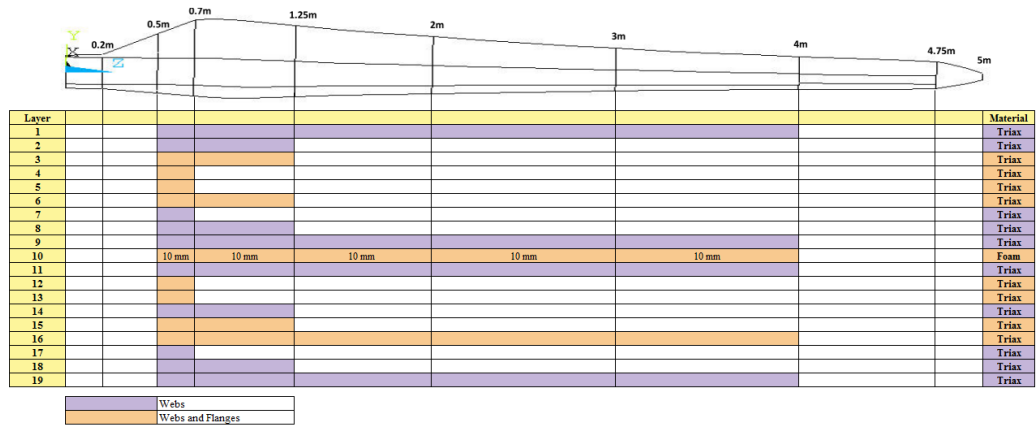 0.7m
0.5m 1.25m
Y 2m
X 0.2m 3m
4m 4.75m
Z 5m
Layer Material
1 Triax
2 Triax
3 Triax
4 Triax
5 Triax
6 Triax
7 Triax
8 Triax
9 Triax
10 10 mm 10 mm 10 mm 10 mm 10 mm Foam
11 Triax
12 Triax
13 Triax
14 Triax
15 Triax
16 Triax
17 Triax
18 Triax
19 Triax
Webs
Webs and Flanges